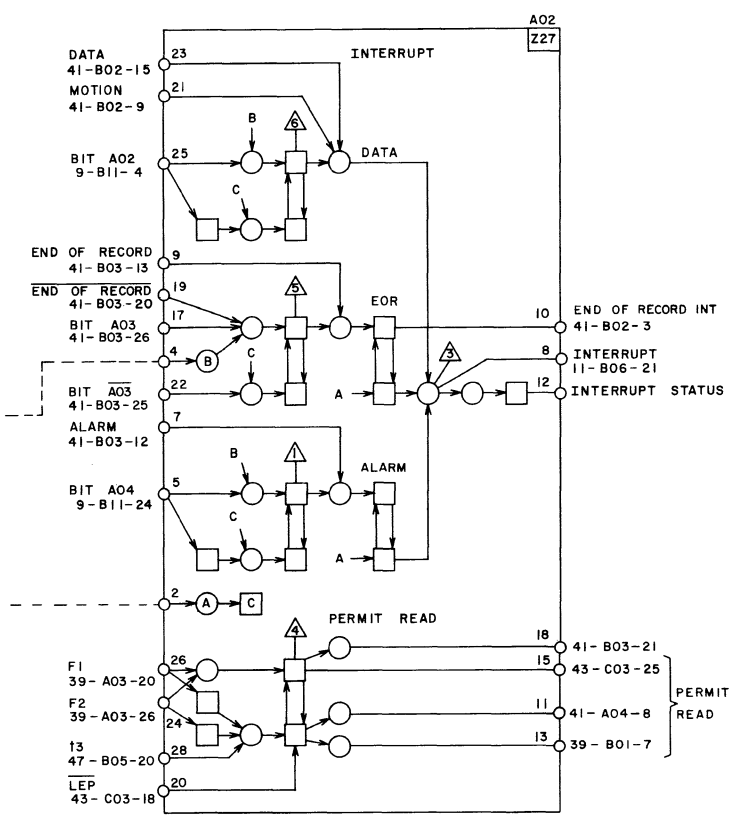 A02
Z27
INTERRUPT
DATA
41-B02-15
23
MOTION
41-B02-9
21
B
6
BIT A02
9-B11-4
25
DATA
C
END OF RECORD
41-B03-13
9
END OF RECORD
41-B03-20
19
5
EOR
BIT A03
41-B03-26
17
10
END OF RECORD INT
41-B02-3
4
B
C
3
8
INTERRUPT
11-B06-21
BIT A03
41-B03-25
22
A
12
INTERRUPT STATUS
ALARM
41-B03-12
7
B
1
ALARM
BIT A04
9-B11-24
5
C
A
2
A
C
PERMIT READ
4
18
41-B03-21
F1
39-A03-20
26
15
43-C03-25
F2
39-A03-26
24
11
41-A04-8
PERMIT
READ
t3
47-B05-20
28
13
39-B01-7
LEP
43-C03-18
20